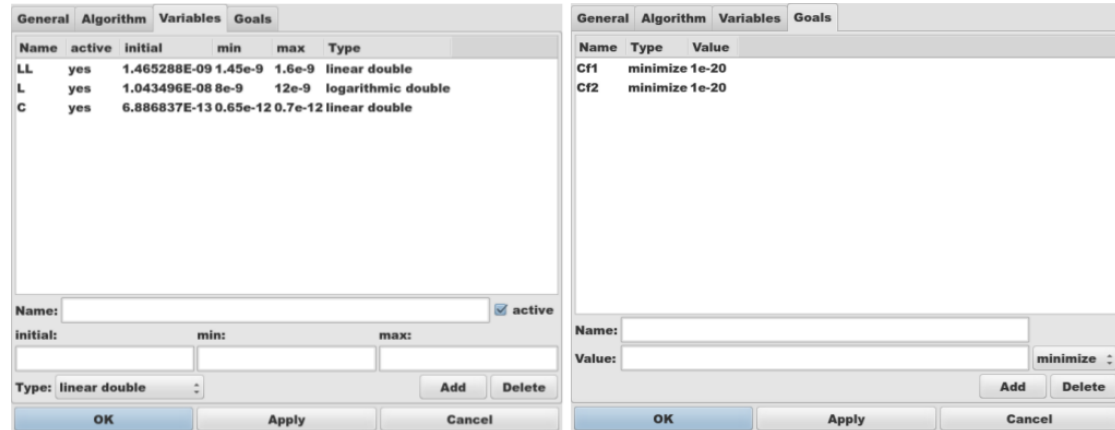 General Algorithm Variables Goals
Name active initial min max Type
LL yes 1.465288E-09 1.45e-9 1.6e-9 linear double
L yes 1.043496E-08 8e-9 12e-9 logarithmic double
C yes 6.886837E-13 0.65e-12 0.7e-12 linear double
Name: active
initial: min: max:
Type: linear double Add Delete
OK Apply Cancel
General Algorithm Variables Goals
Name Type Value
Cf1 minimize 1e-20
Cf2 minimize 1e-20
Name:
Value: minimize
Add Delete
OK Apply Cancel